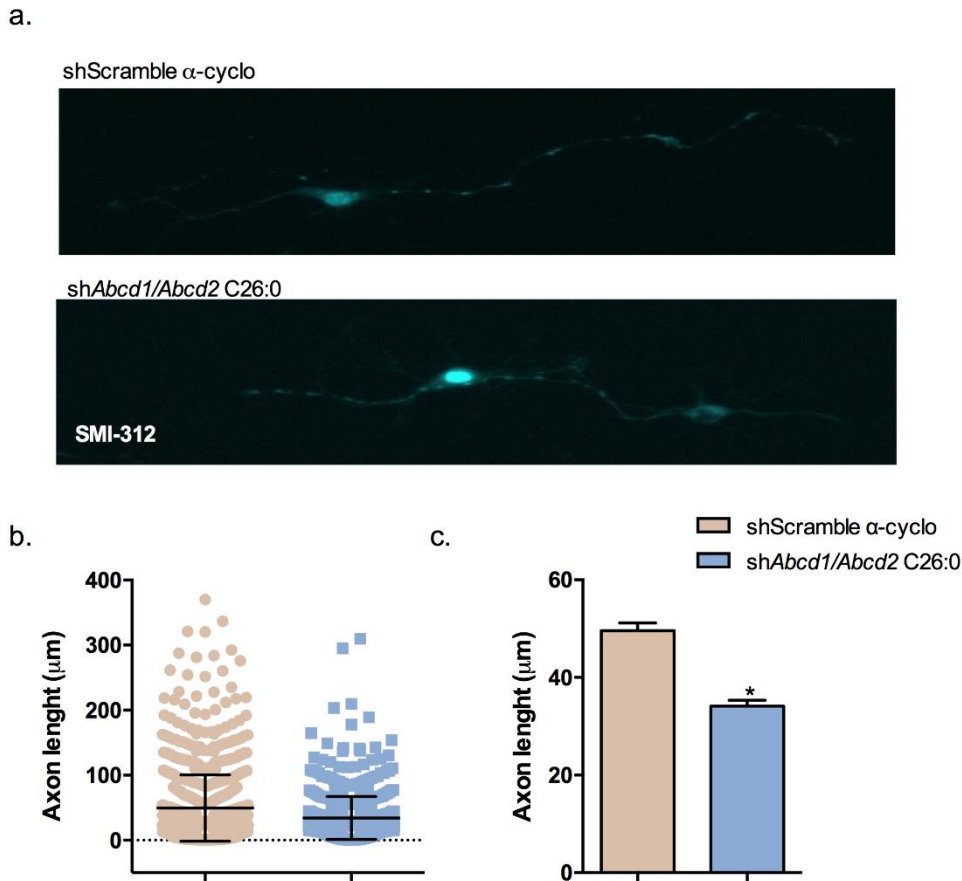 a.
shScramble α-cyclo
shAbcd1/Abcd2 C26:0
SMI-312
b.
c.
shScramble α-cyclo
shAbcd1/Abcd2 C26:0
Axon lenght (μm)
400
300
200
100
0
Axon lenght (μm)
60
40
20
0
*